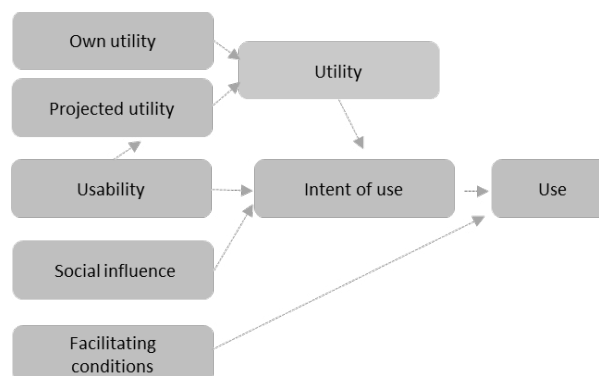 Own utility
Utility
Projected utility
Usability
Intent of use
Use
Social influence
Facilitating
conditions